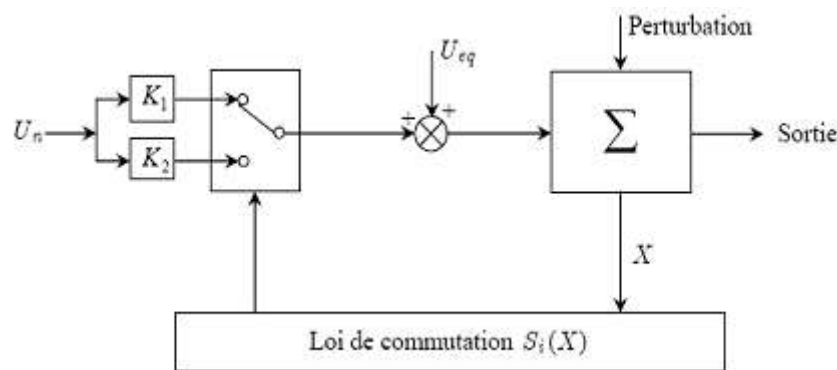 Perturbation
U_eq
K_1
U_n
+ +
Σ
Sortie
K_2
X
Loi de commutation S_i(X)